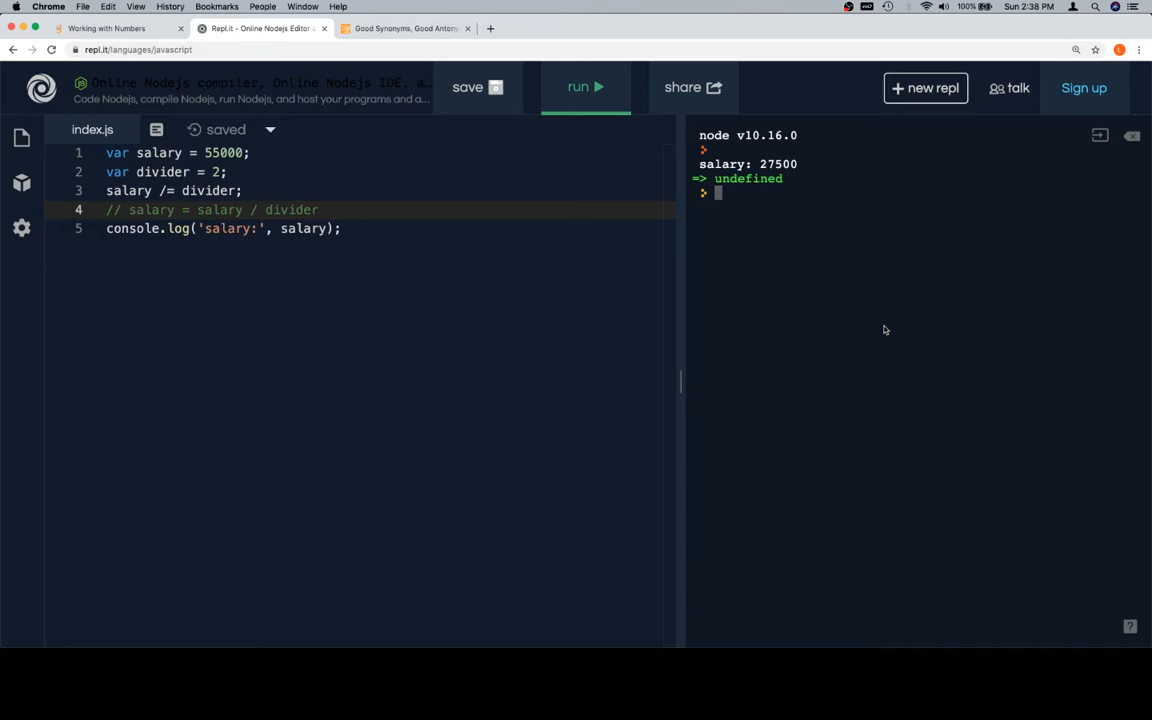 Chrome File Edit View History Bookmarks People Window Help 100% Sun 2:38 PM
Working with Numbers Repl.it - Online Nodejs Editor Good Synonyms, Good Antony
repl.it/languages/javascript
Online Nodejs compiler, Online Nodejs IDE, a…
Code Nodejs, compile Nodejs, run Nodejs, and host your programs and a…
save run share + new repl talk Sign up
index.js saved
1 var salary = 55000;
2 var divider = 2;
3 salary /= divider;
4 // salary = salary / divider
5 console.log('salary:', salary);
node v10.16.0
salary: 27500
=> undefined
?